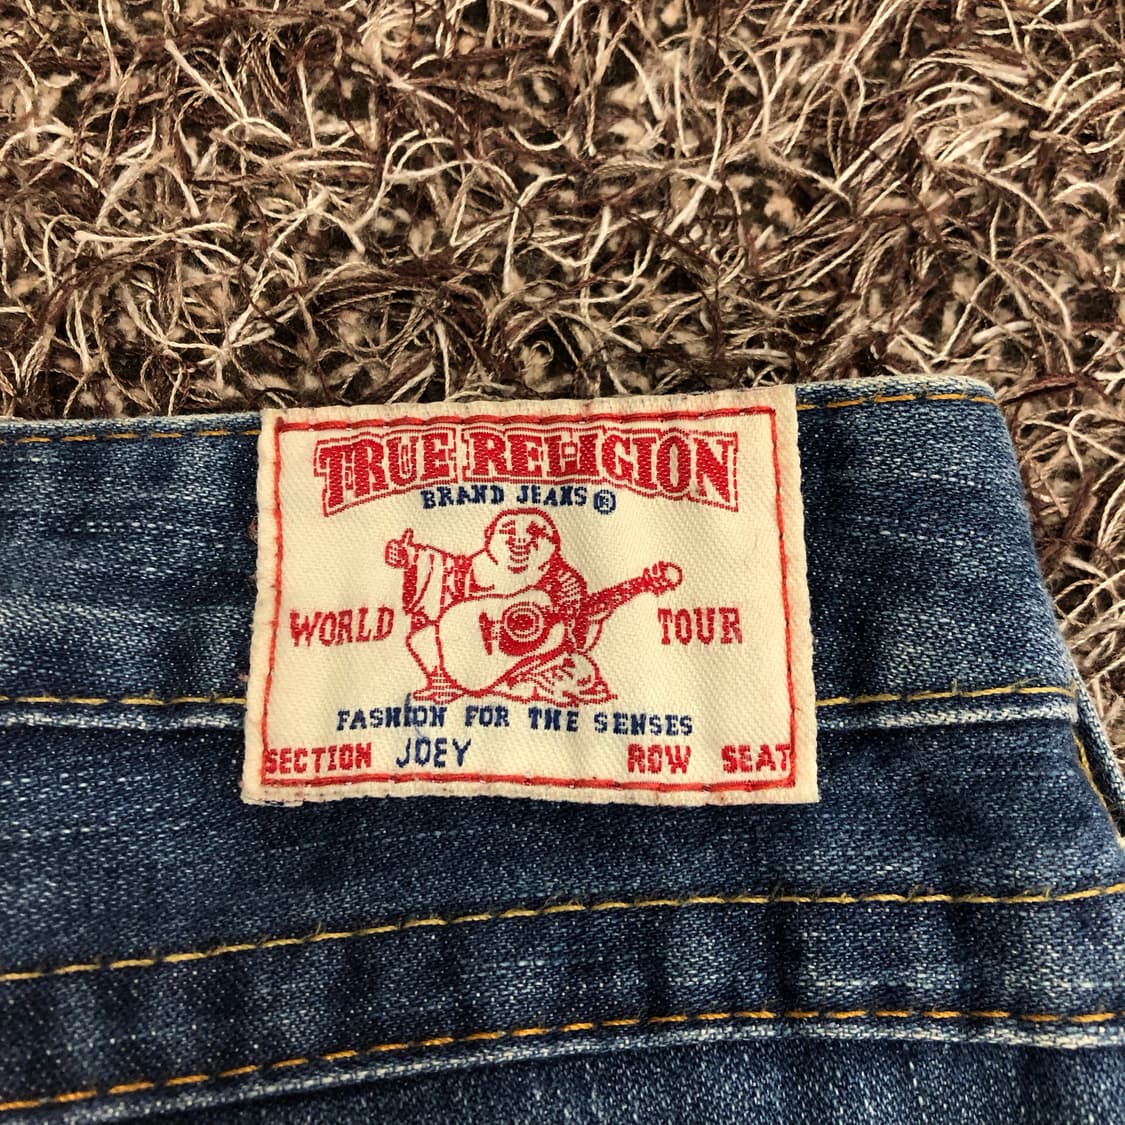 TRUE RELIGION
BRAND JEANS®
WORLD TOUR
FASHION FOR THE SENSES
SECTION JOEY ROW SEAT